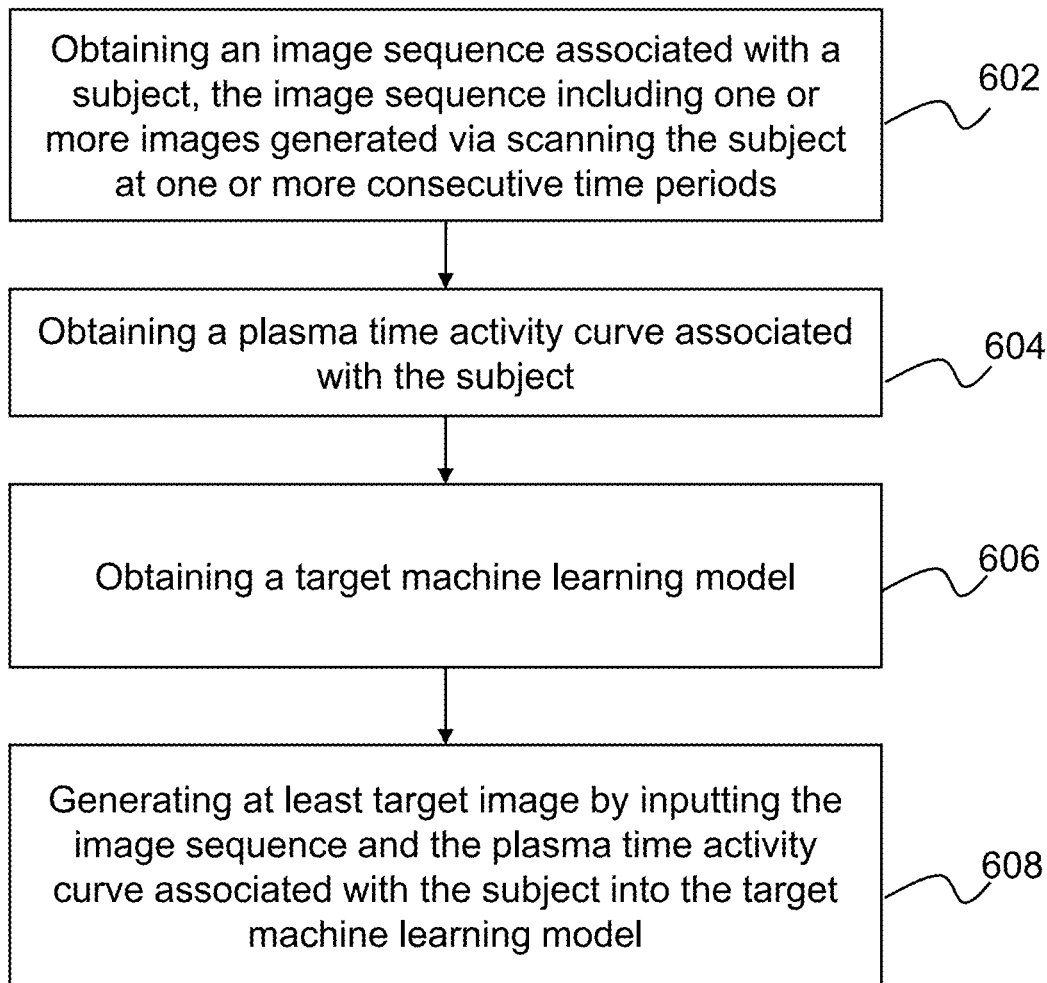 Obtaining an image sequence associated with a
subject, the image sequence including one or
more images generated via scanning the subject
at one or more consecutive time periods
602
Obtaining a plasma time activity curve associated
with the subject
604
Obtaining a target machine learning model
606
Generating at least target image by inputting the
image sequence and the plasma time activity
curve associated with the subject into the target
machine learning model
608